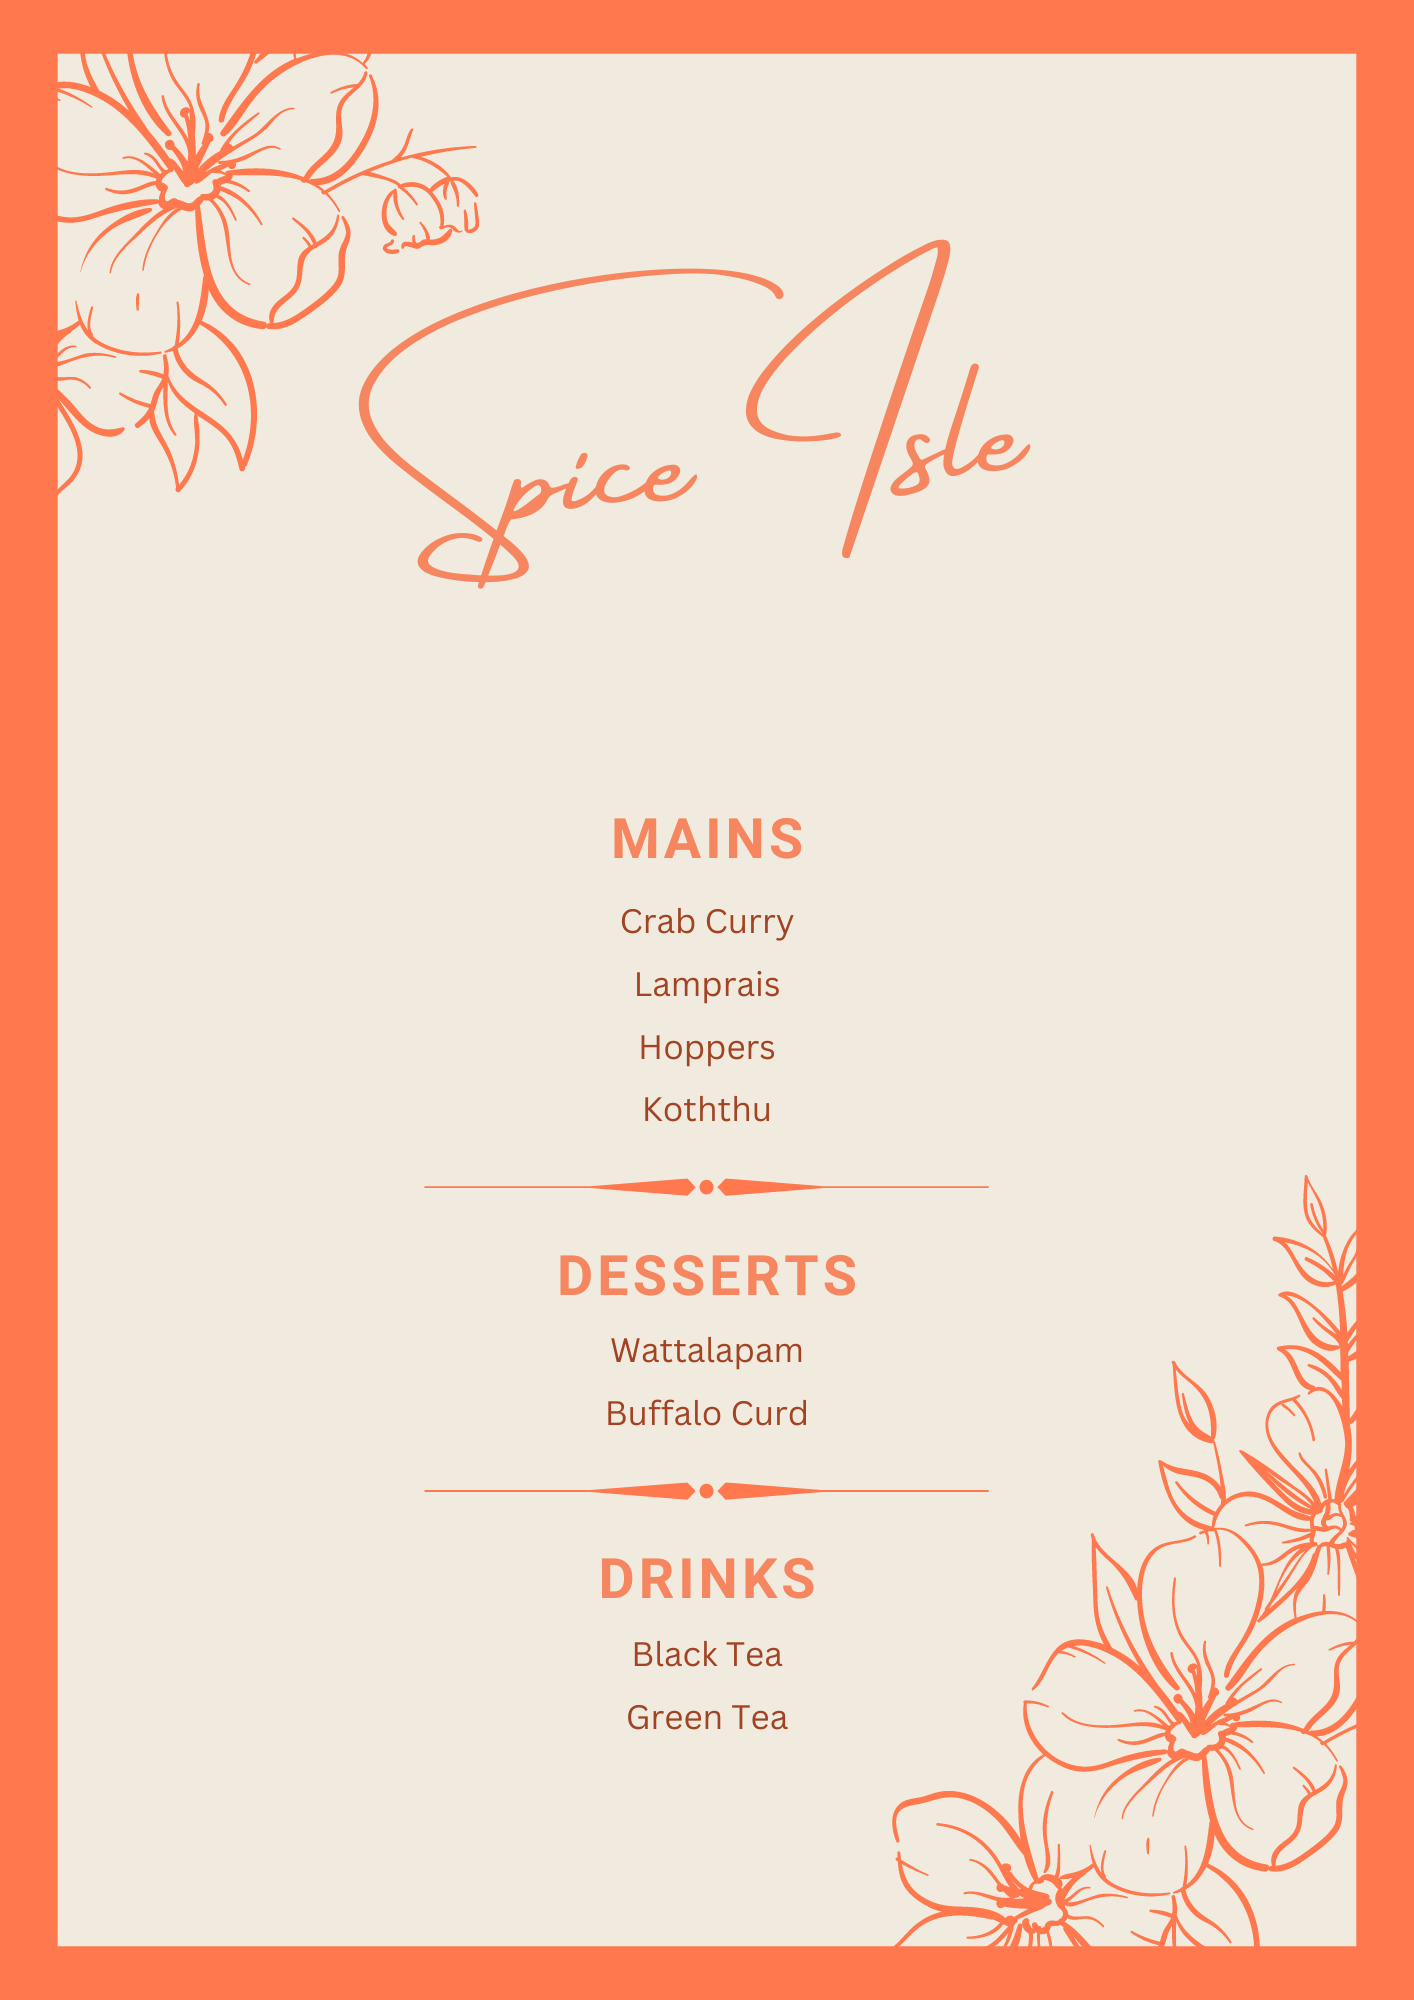 Spice Isle
MAINS
Crab Curry
Lamprais
Hoppers
Koththu
DESSERTS
Wattalapam
Buffalo Curd
DRINKS
Black Tea
Green Tea